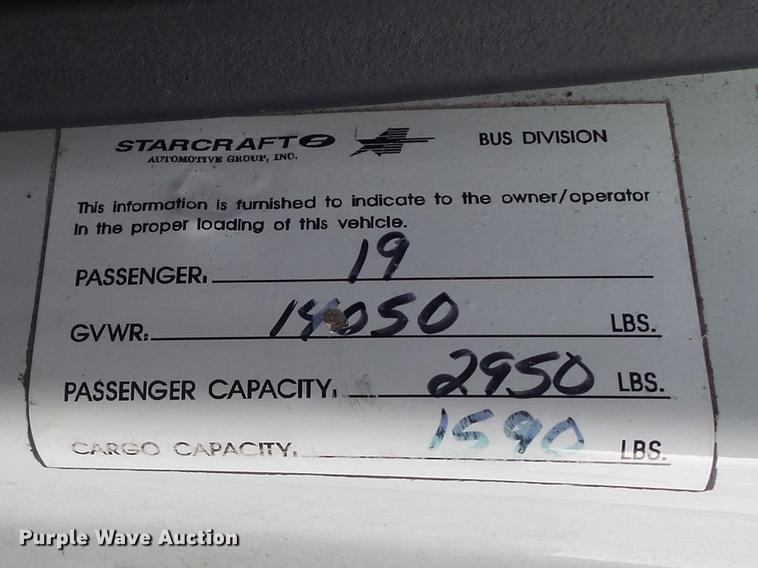 STARCRAFT BUS DIVISION
AUTOMOTIVE GROUP, INC.
This information is furnished to indicate to the owner/operator
in the proper loading of this vehicle.
PASSENGER: 19
GVWR: 14050 LBS.
PASSENGER CAPACITY: 2950 LBS.
CARGO CAPACITY: 1590 LBS.
Purple Wave Auction